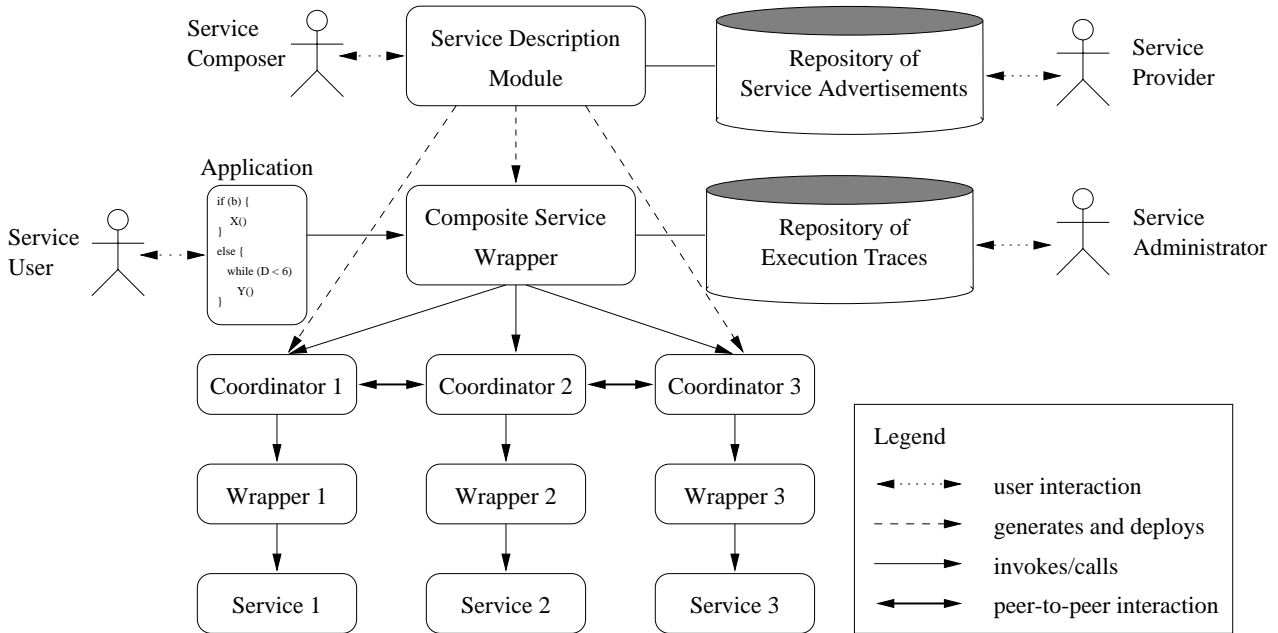 Service
Composer
Service Description
Module
Repository of
Service Advertisements
Service
Provider
Application
if (b) {
X()
}
else {
while (D < 6)
Y()
}
Service
User
Composite Service
Wrapper
Repository of
Execution Traces
Service
Administrator
Coordinator 1
Coordinator 2
Coordinator 3
Wrapper 1
Wrapper 2
Wrapper 3
Service 1
Service 2
Service 3
Legend
user interaction
generates and deploys
invokes/calls
peer-to-peer interaction